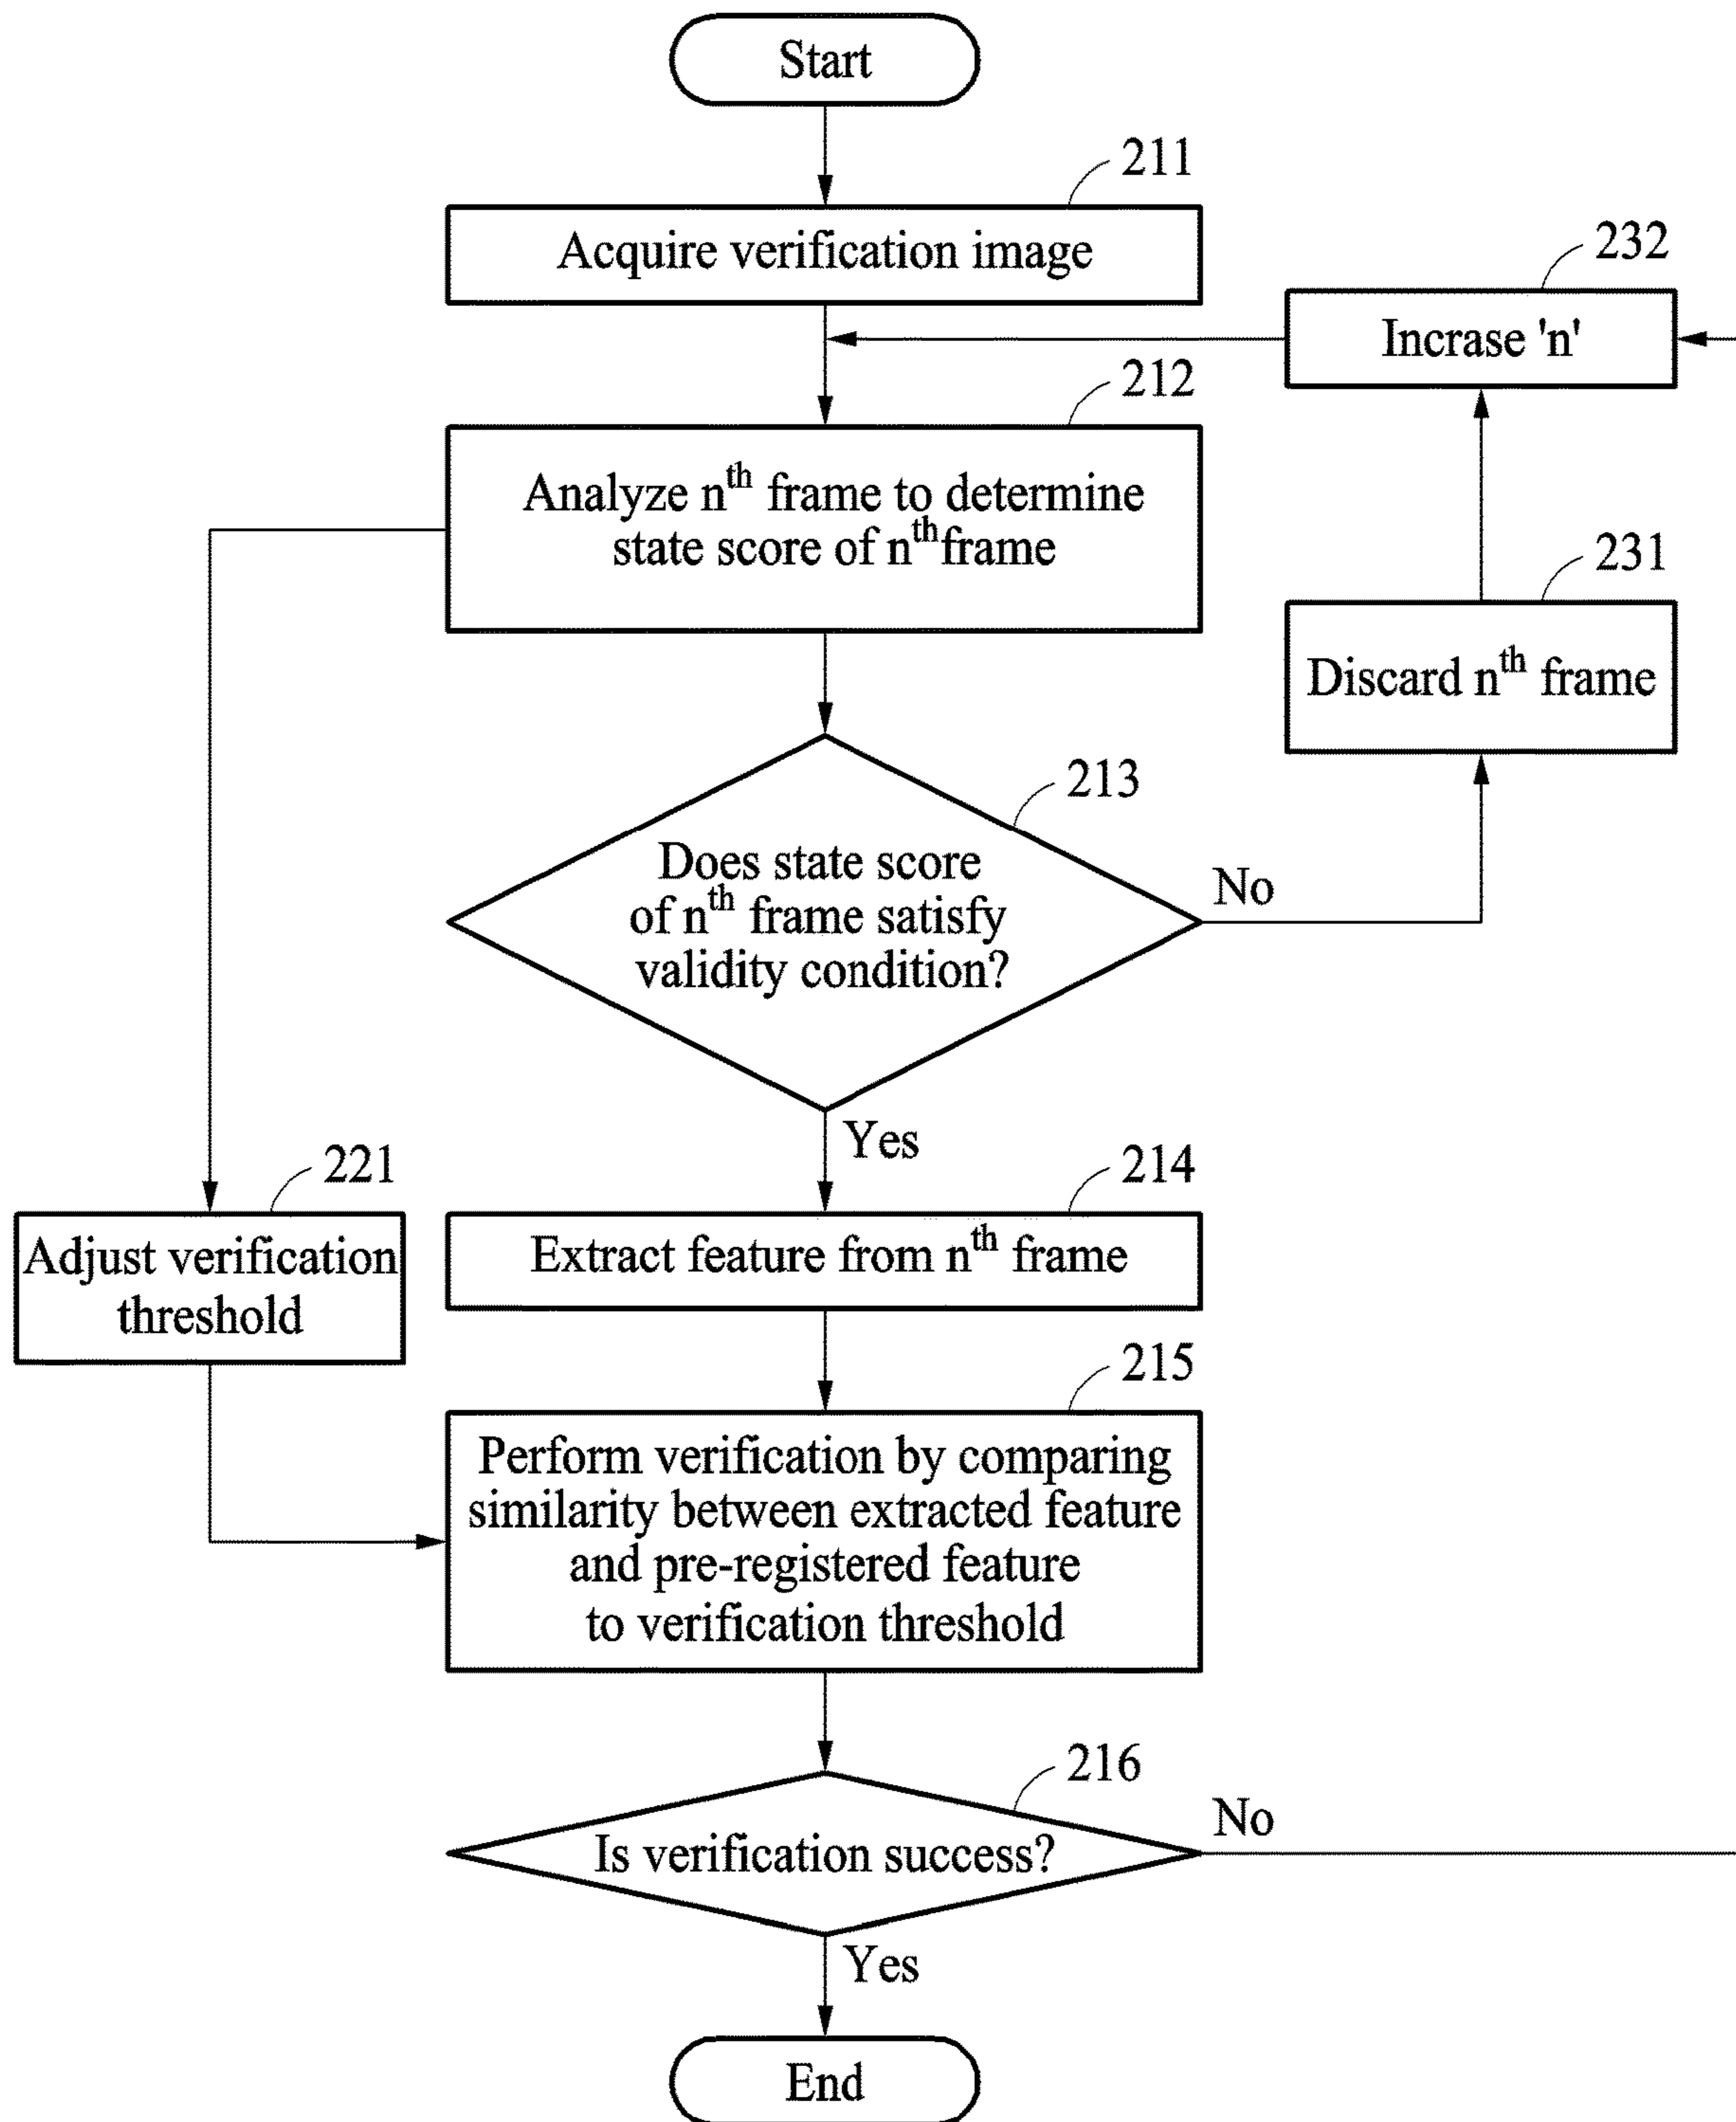 Start
211
Acquire verification image
232
Incrase 'n'
212
Analyze nth frame to determine
state score of nthframe
231
Discard nth frame
213
Does state score
of nth frame satisfy
validity condition?
No
Yes
221
Adjust verification
threshold
214
Extract feature from nth frame
215
Perform verification by comparing
similarity between extracted feature
and pre-registered feature
to verification threshold
216
Is verification success?
No
Yes
End